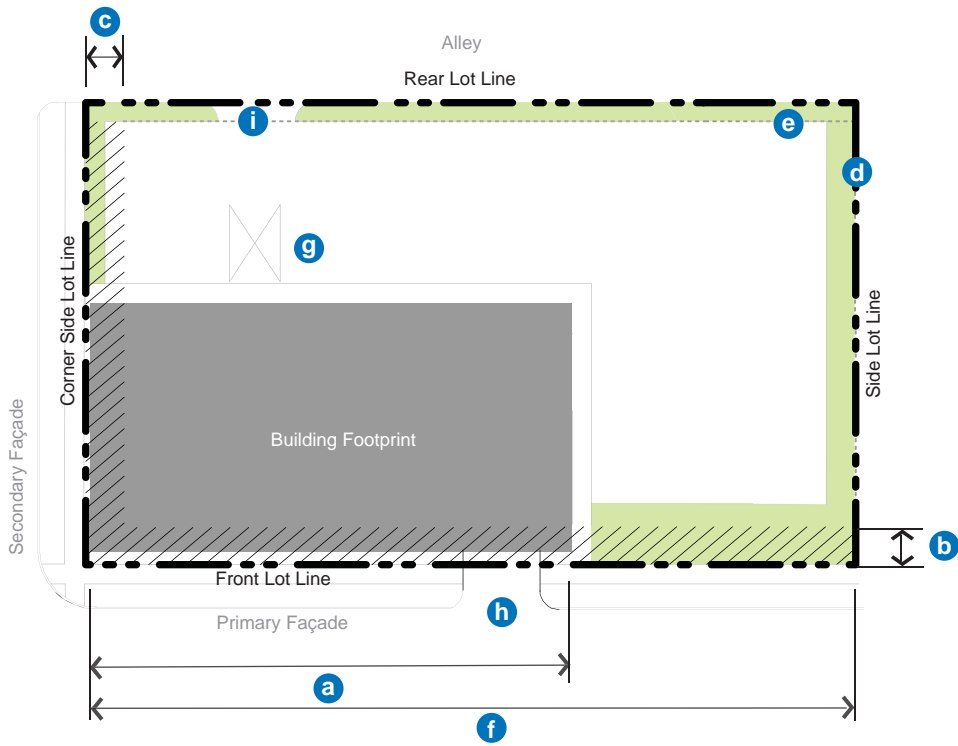 c
Alley
Rear Lot Line
i
e
d
g
Corner Side Lot Line
Side Lot Line
Building Footprint
Secondary Façade
b
Front Lot Line
h
Primary Façade
a
f